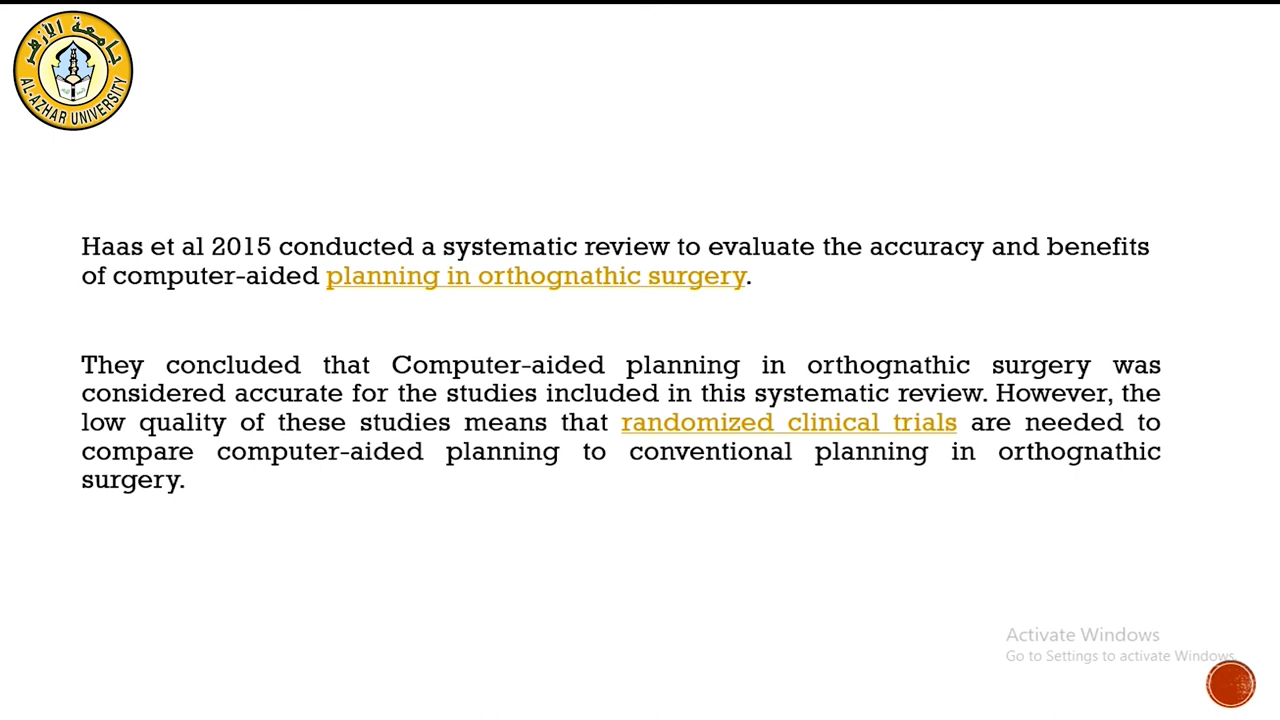 جامعة الأزهر
AL-AZHAR UNIVERSITY
Haas et al 2015 conducted a systematic review to evaluate the accuracy and benefits
of computer-aided planning in orthognathic surgery.
They concluded that Computer-aided planning in orthognathic surgery was
considered accurate for the studies included in this systematic review. However, the
low quality of these studies means that randomized clinical trials are needed to
compare computer-aided planning to conventional planning in orthognathic
surgery.
Activate Windows
Go to Settings to activate Windows.